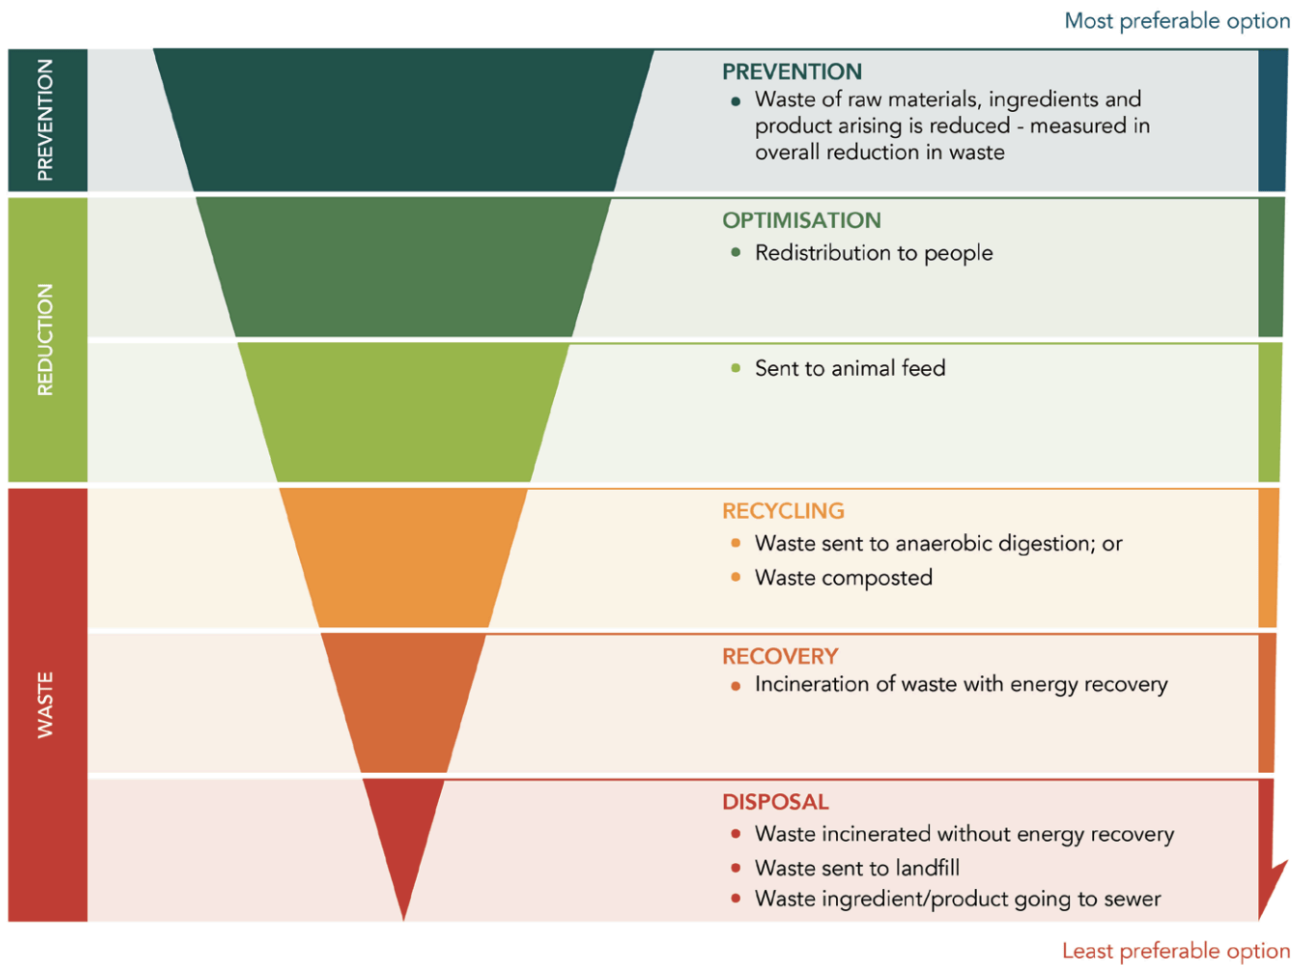 Most preferable option
PREVENTION
PREVENTION
Waste of raw materials, ingredients and
product arising is reduced - measured in
overall reduction in waste
REDUCTION
OPTIMISATION
Redistribution to people
Sent to animal feed
WASTE
RECYCLING
Waste sent to anaerobic digestion; or
Waste composted
RECOVERY
Incineration of waste with energy recovery
DISPOSAL
Waste incinerated without energy recovery
Waste sent to landfill
Waste ingredient/product going to sewer
Least preferable option